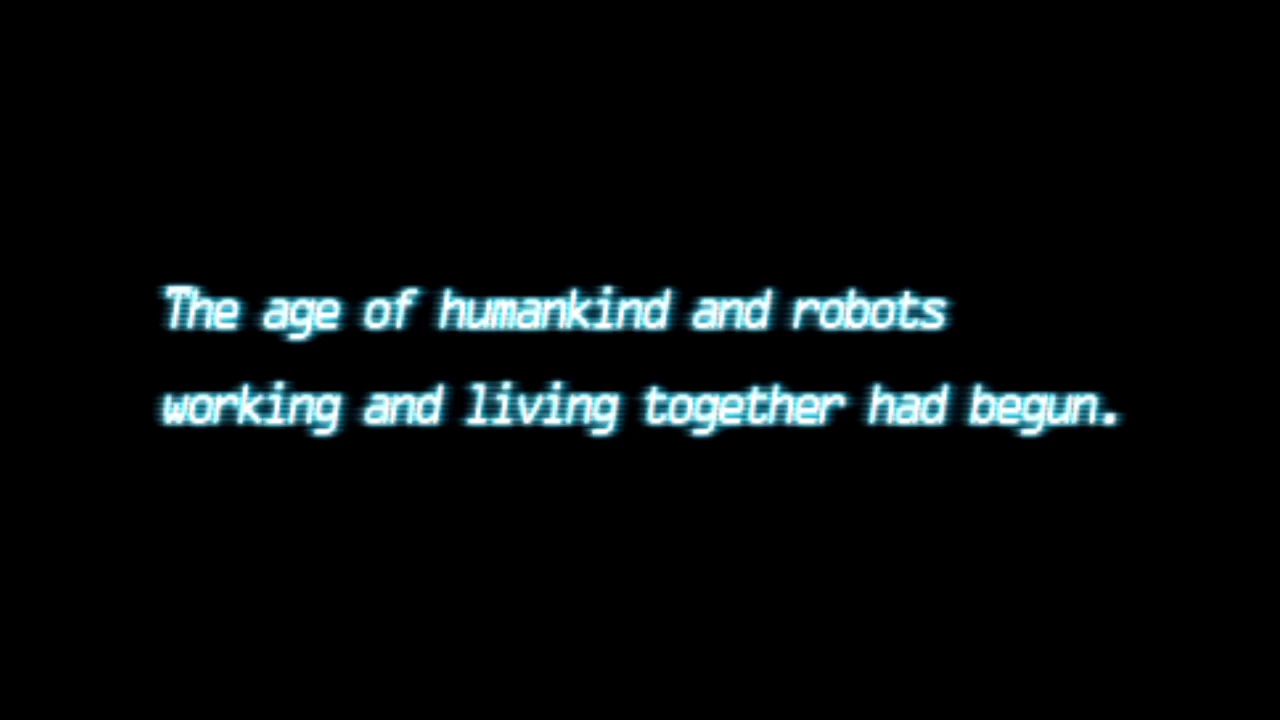 The age of humankind and robots
working and living together had begun.